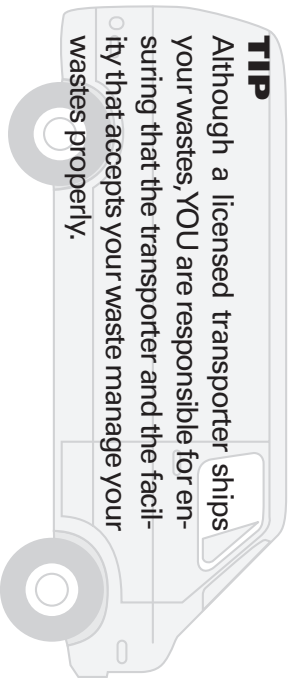 TIP
Although a licensed transporter ships
your wastes, YOU are responsible for en-
suring that the transporter and the facil-
ity that accepts your waste manage your
wastes properly.